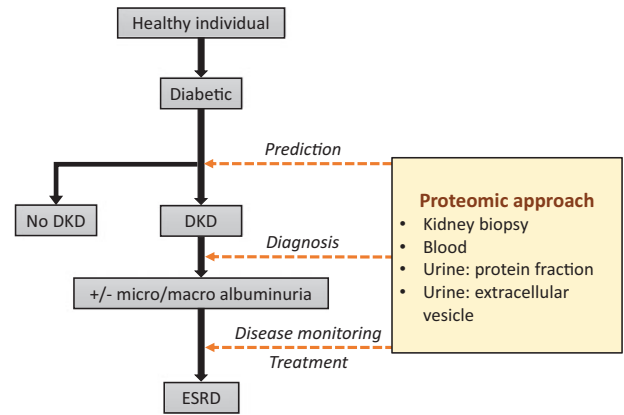 Healthy individual
Diabetic
Prediction
No DKD
DKD
Diagnosis
+/- micro/macro albuminuria
Disease monitoring
Treatment
ESRD
Proteomic approach
• Kidney biopsy
• Blood
• Urine: protein fraction
• Urine: extracellular
vesicle